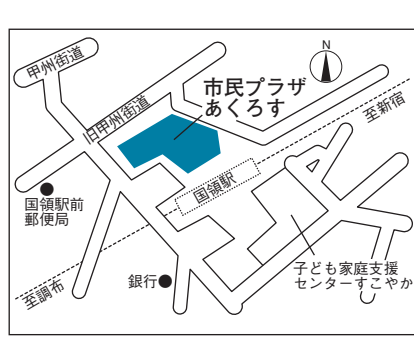 甲州街道
N
市民プラザ
あくろす
旧甲州街道
至新宿
国領駅
国領駅前
郵便局
銀行
子ども家庭支援
センターすこやか
至調布